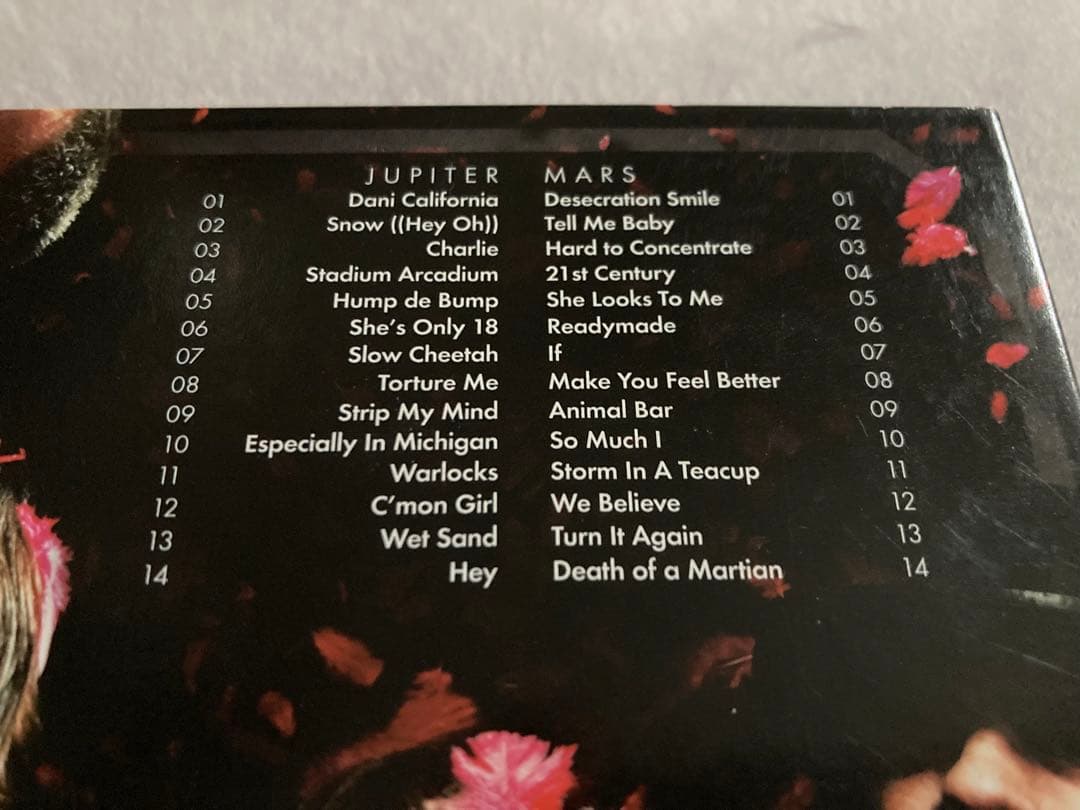 JUPITER MARS
01 Dani California Desecration Smile 01
02 Snow ((Hey Oh)) Tell Me Baby 02
03 Charlie Hard to Concentrate 03
04 Stadium Arcadium 21st Century 04
05 Hump de Bump She Looks To Me 05
06 She's Only 18 Readymade 06
07 Slow Cheetah If 07
08 Torture Me Make You Feel Better 08
09 Strip My Mind Animal Bar 09
10 Especially In Michigan So Much I 10
11 Warlocks Storm In A Teacup 11
12 C'mon Girl We Believe 12
13 Wet Sand Turn It Again 13
14 Hey Death of a Martian 14